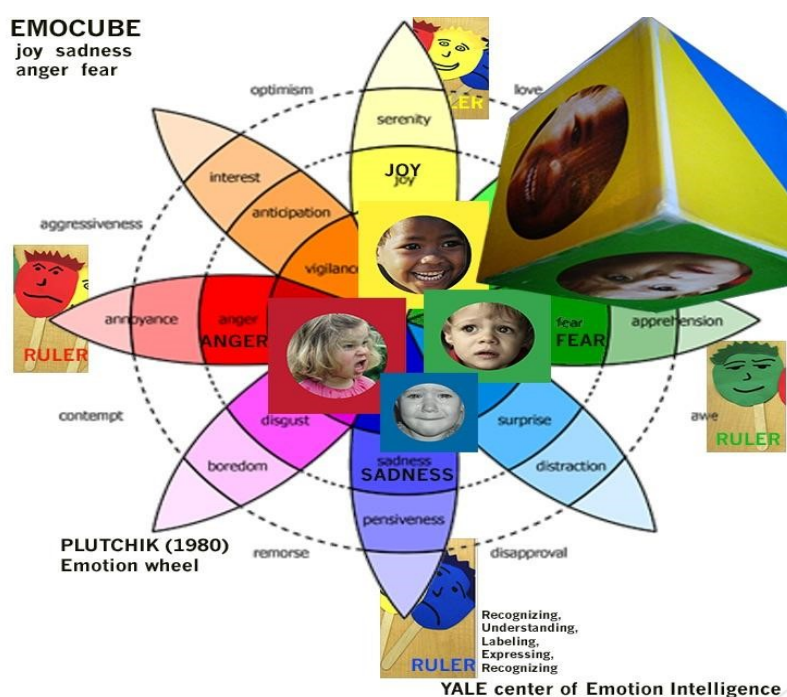 EMOCUBE
joy sadness
anger fear
optimism
love
LER
serenity
JOY
joy
interest
anticipation
vigilanc
aggressiveness
annoyance
anger
ANGER
fear
FEAR
apprehension
RULER
contempt
disgust
surprise
awe
RULER
boredom
sadness
SADNESS
distraction
pensiveness
PLUTCHIK (1980)
Emotion wheel
remorse
disapproval
RULER
Recognizing,
Understanding,
Labeling,
Expressing,
Recognizing
YALE center of Emotion Intelligence